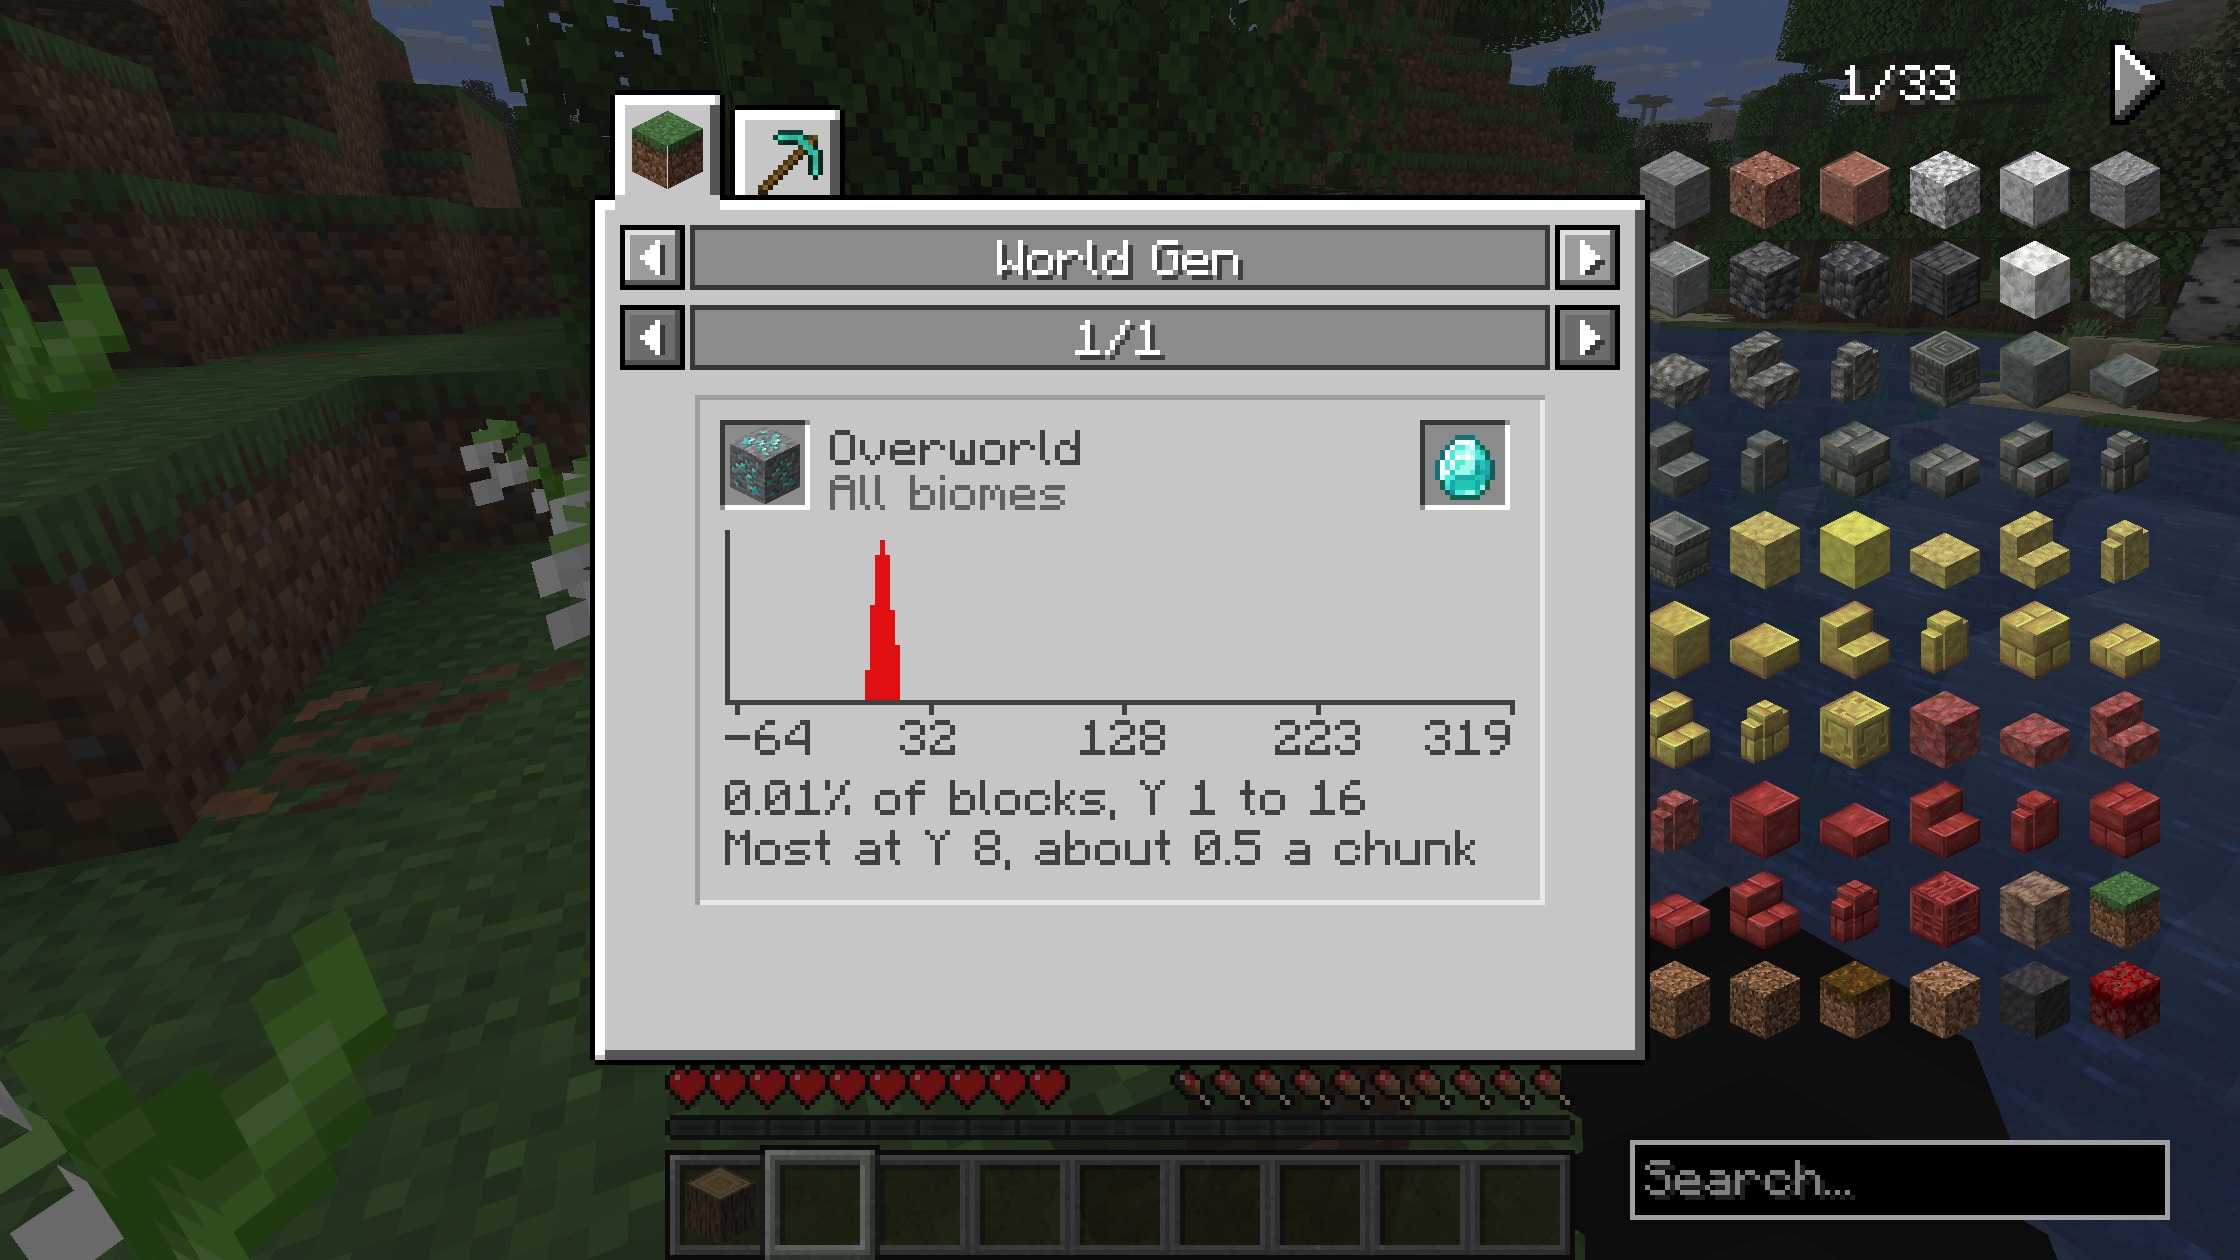 1/33
World Gen
1/1
Overworld
All biomes
-64 32 128 223 319
0.01% of blocks, Y 1 to 16
Most at Y 8, about 0.5 a chunk
Search...